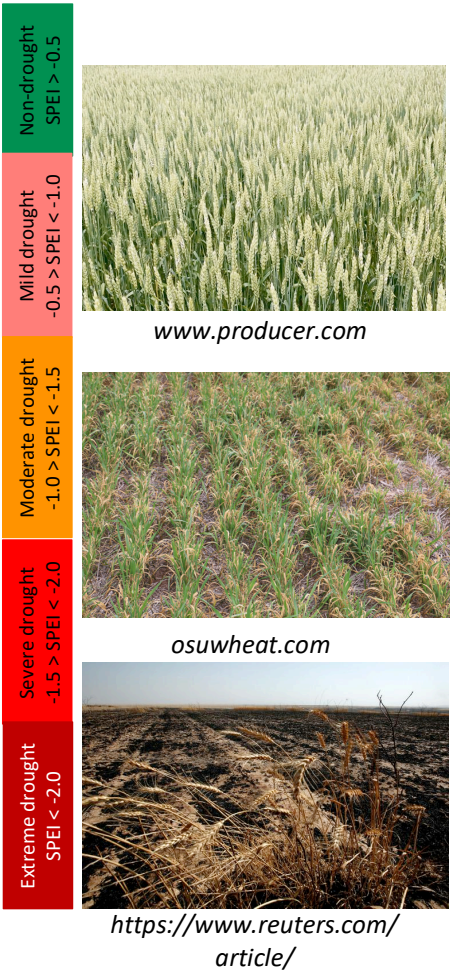 Non-drought
SPEI > -0.5
Mild drought
-0.5 > SPEI < -1.0
Moderate drought
-1.0 > SPEI < -1.5
Severe drought
-1.5 > SPEI < -2.0
Extreme drought
SPEI < -2.0
www.producer.com
osuwheat.com
https://www.reuters.com/
article/